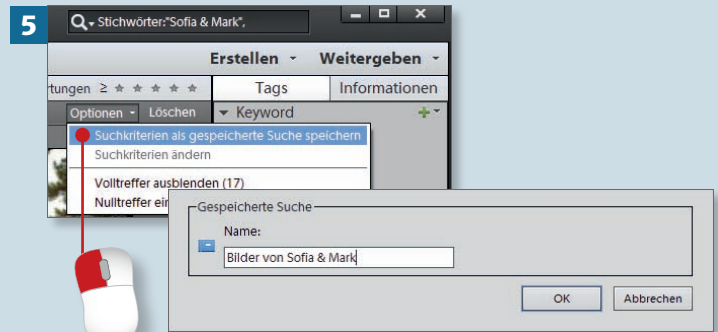 5
Stichwörter:"Sofia & Mark",
Erstellen Weitergeben
tungen ≥
Tags Informationen
Optionen Löschen Keyword
Suchkriterien als gespeicherte Suche speichern
Suchkriterien ändern
Volltreffer ausblenden (17)
Nulltreffer ein
Gespeicherte Suche
Name:
Bilder von Sofia & Mark
OK Abbrechen